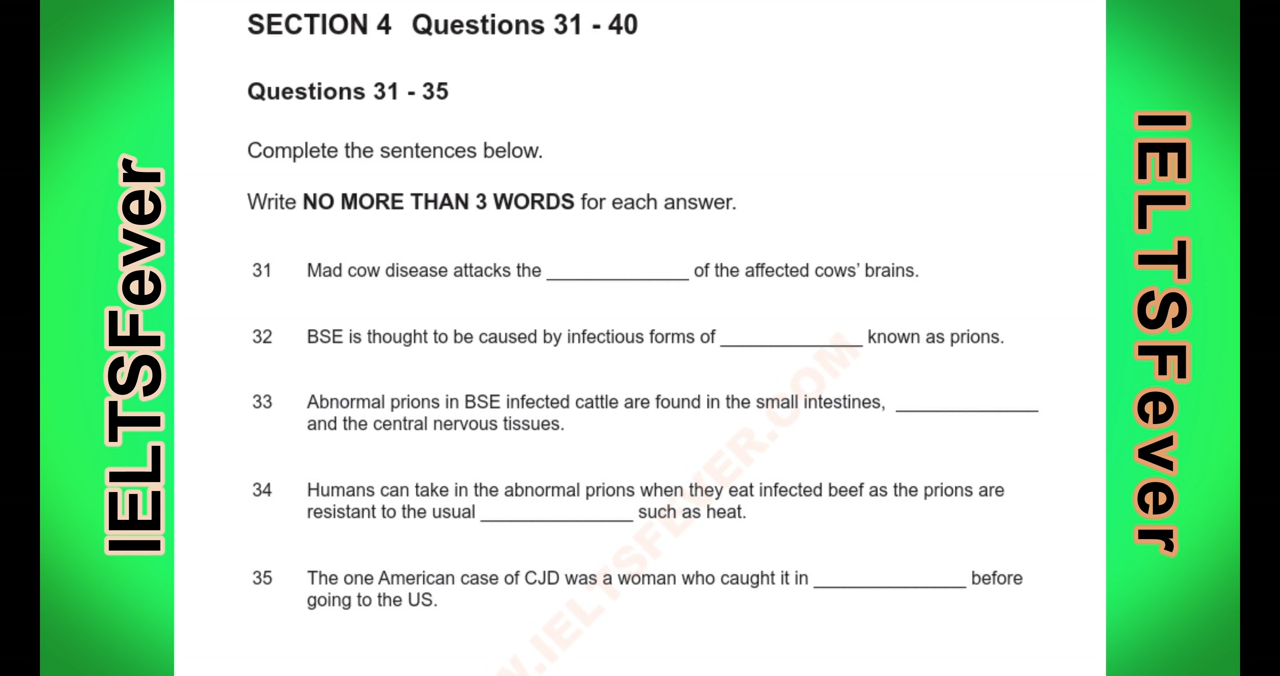 SECTION 4 Questions 31 - 40
Questions 31 - 35
Complete the sentences below.
Write NO MORE THAN 3 WORDS for each answer.
31 Mad cow disease attacks the ______________ of the affected cows’ brains.
32 BSE is thought to be caused by infectious forms of ______________ known as prions.
33 Abnormal prions in BSE infected cattle are found in the small intestines, ______________
and the central nervous tissues.
34 Humans can take in the abnormal prions when they eat infected beef as the prions are
resistant to the usual _______________ such as heat.
35 The one American case of CJD was a woman who caught it in _______________ before
going to the US.
IELTSFever
IELTSFever
W.IELTSFEVER.COM